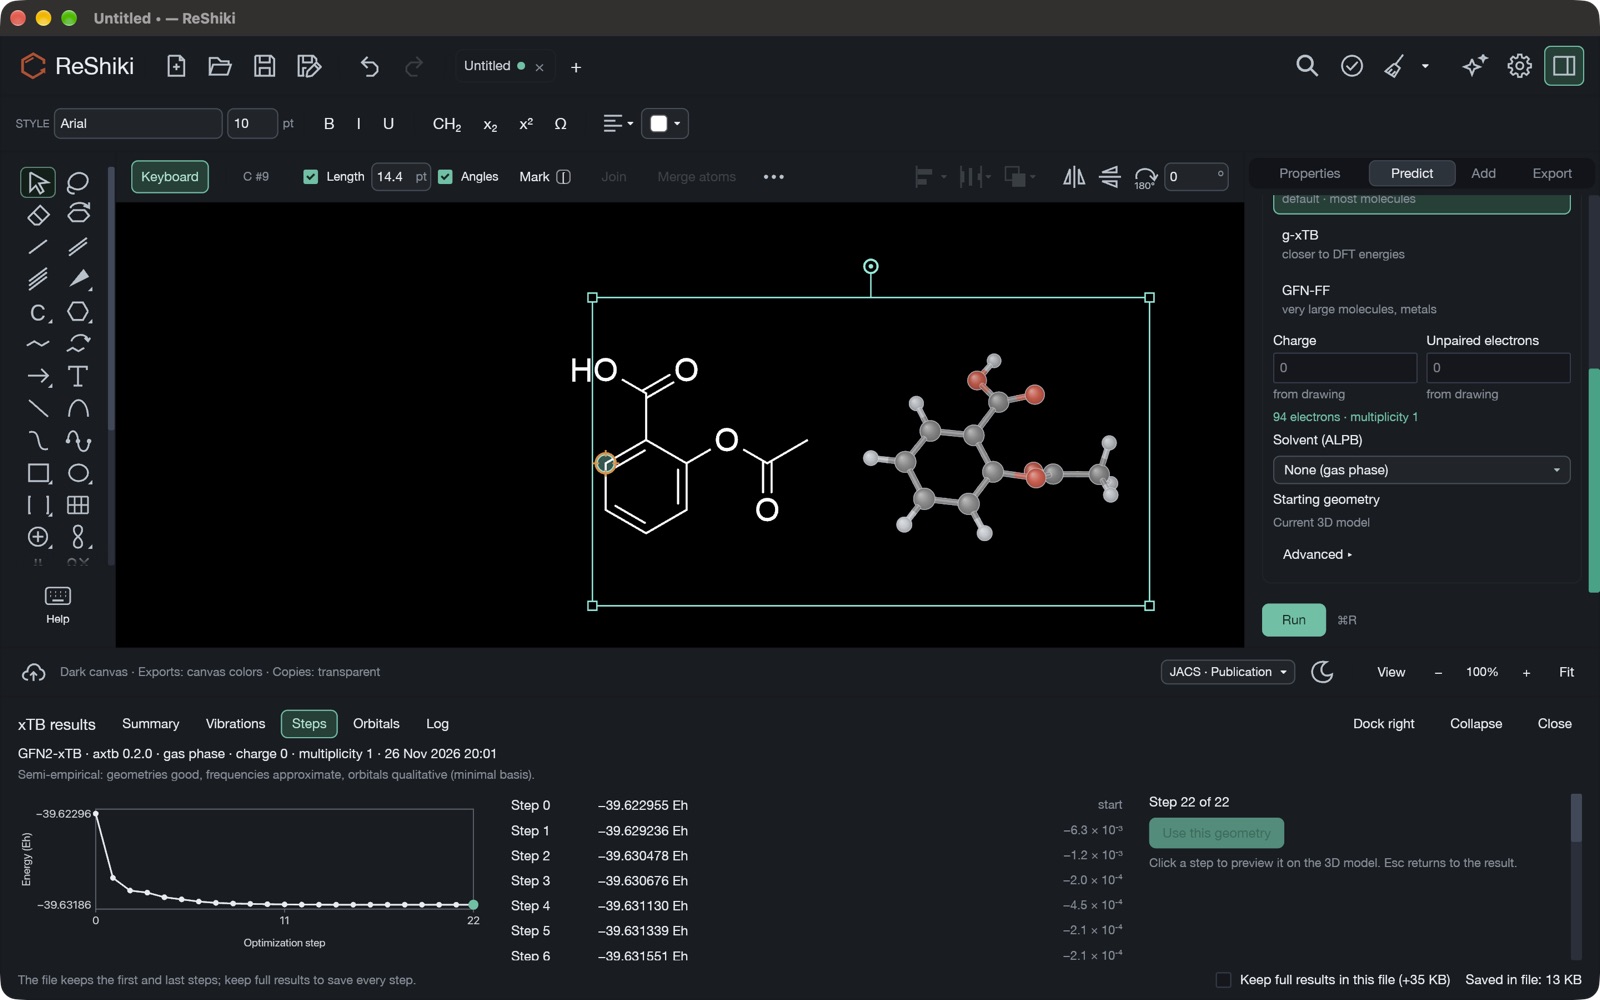 Untitled • — ReShiki
ReShiki
Untitled
STYLE Arial 10 pt B I U CH₂ x₂ x² Ω
Keyboard C #9 Length 14.4 pt Angles Mark Join Merge atoms 180° 0 °
Properties Predict Add Export
default · most molecules
g-xTB
closer to DFT energies
GFN-FF
very large molecules, metals
Charge Unpaired electrons
0 0
from drawing from drawing
94 electrons · multiplicity 1
Solvent (ALPB)
None (gas phase)
Starting geometry
Current 3D model
Advanced
Run ⌘R
C
T
Help
HO O
O
O
Dark canvas · Exports: canvas colors · Copies: transparent
JACS · Publication View − 100% + Fit
xTB results Summary Vibrations Steps Orbitals Log Dock right Collapse Close
GFN2-xTB · axtb 0.2.0 · gas phase · charge 0 · multiplicity 1 · 26 Nov 2026 20:01
Semi-empirical: geometries good, frequencies approximate, orbitals qualitative (minimal basis).
Energy (Eh)
−39.62296
−39.63186
0 11 22
Optimization step
Step 0 −39.622955 Eh start
Step 1 −39.629236 Eh −6.3 × 10⁻³
Step 2 −39.630478 Eh −1.2 × 10⁻³
Step 3 −39.630676 Eh −2.0 × 10⁻⁴
Step 4 −39.631130 Eh −4.5 × 10⁻⁴
Step 5 −39.631339 Eh −2.1 × 10⁻⁴
Step 6 −39.631551 Eh −2.1 × 10⁻⁴
Step 22 of 22
Use this geometry
Click a step to preview it on the 3D model. Esc returns to the result.
The file keeps the first and last steps; keep full results to save every step.
Keep full results in this file (+35 KB) Saved in file: 13 KB